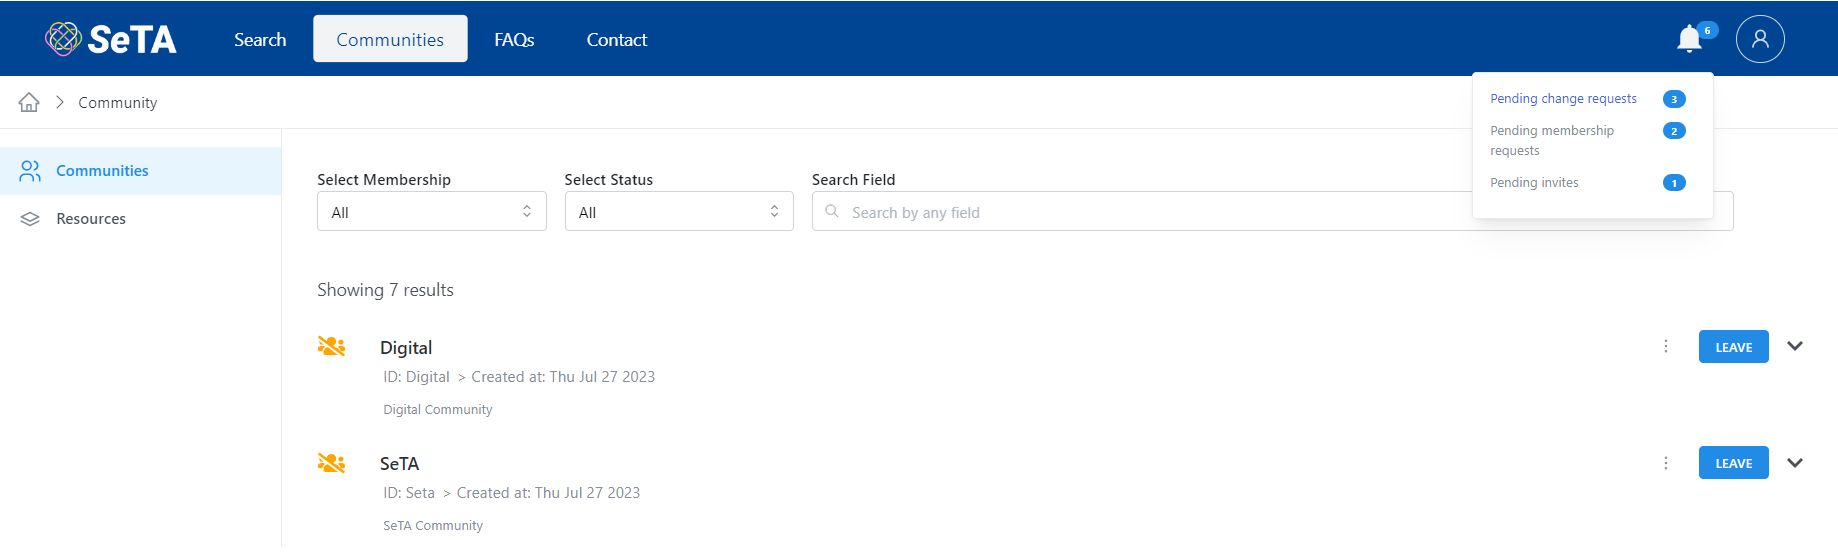 SeTA
Search
Communities
FAQs
Contact
6
Community
Pending change requests 3
Pending membership 2
requests
Pending invites 1
Communities
Resources
Select Membership
All
Select Status
All
Search Field
Search by any field
Showing 7 results
Digital
LEAVE
ID: Digital > Created at: Thu Jul 27 2023
Digital Community
SeTA
LEAVE
ID: Seta > Created at: Thu Jul 27 2023
SeTA Community